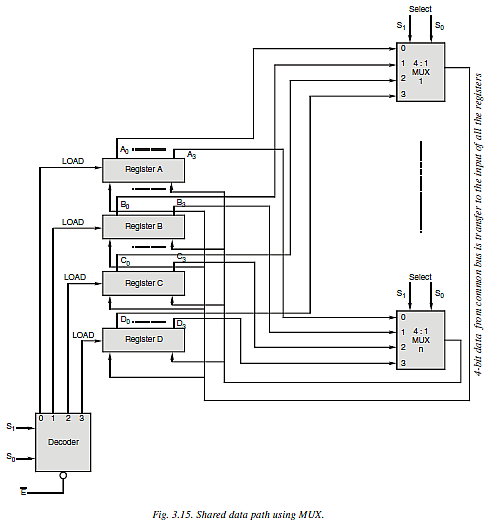 Select
S1 S0
0
1
2
3
4 : 1
MUX
1
LOAD
A0
A3
Register A
LOAD
B0
B3
Register B
LOAD
C0
C3
Register C
LOAD
D0
D3
Register D
Select
S1 S0
0
1
2
3
4 : 1
MUX
n
4-bit data from common bus is transfer to the input of all the registers
0 1 2 3
S1
Decoder
S0
E
Fig. 3.15. Shared data path using MUX.